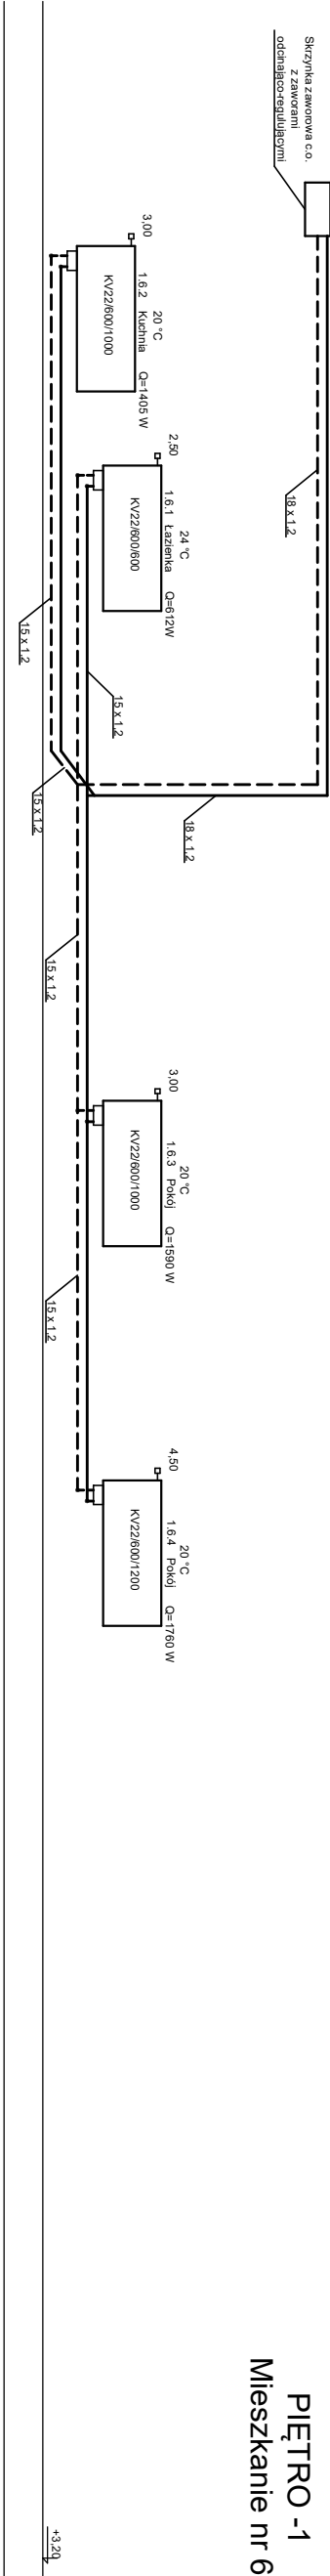 PIĘTRO -1
Mieszkanie nr 6
Skrzynka zaworowa c.o.
z zaworami
odcinająco-regulującymi
18 x 1,2
18 x 1,2
3,00
20 °C
1.6.2 Kuchnia Q=1405 W
KV22/600/1000
2,50
24 °C
1.6.1 Łazienka Q=612W
KV22/600/600
15 x 1,2
15 x 1,2
15 x 1,2
15 x 1,2
3,00
20 °C
1.6.3 Pokój Q=1590 W
KV22/600/1000
15 x 1,2
4,50
20 °C
1.6.4 Pokój Q=1760 W
KV22/600/1200
+3,20